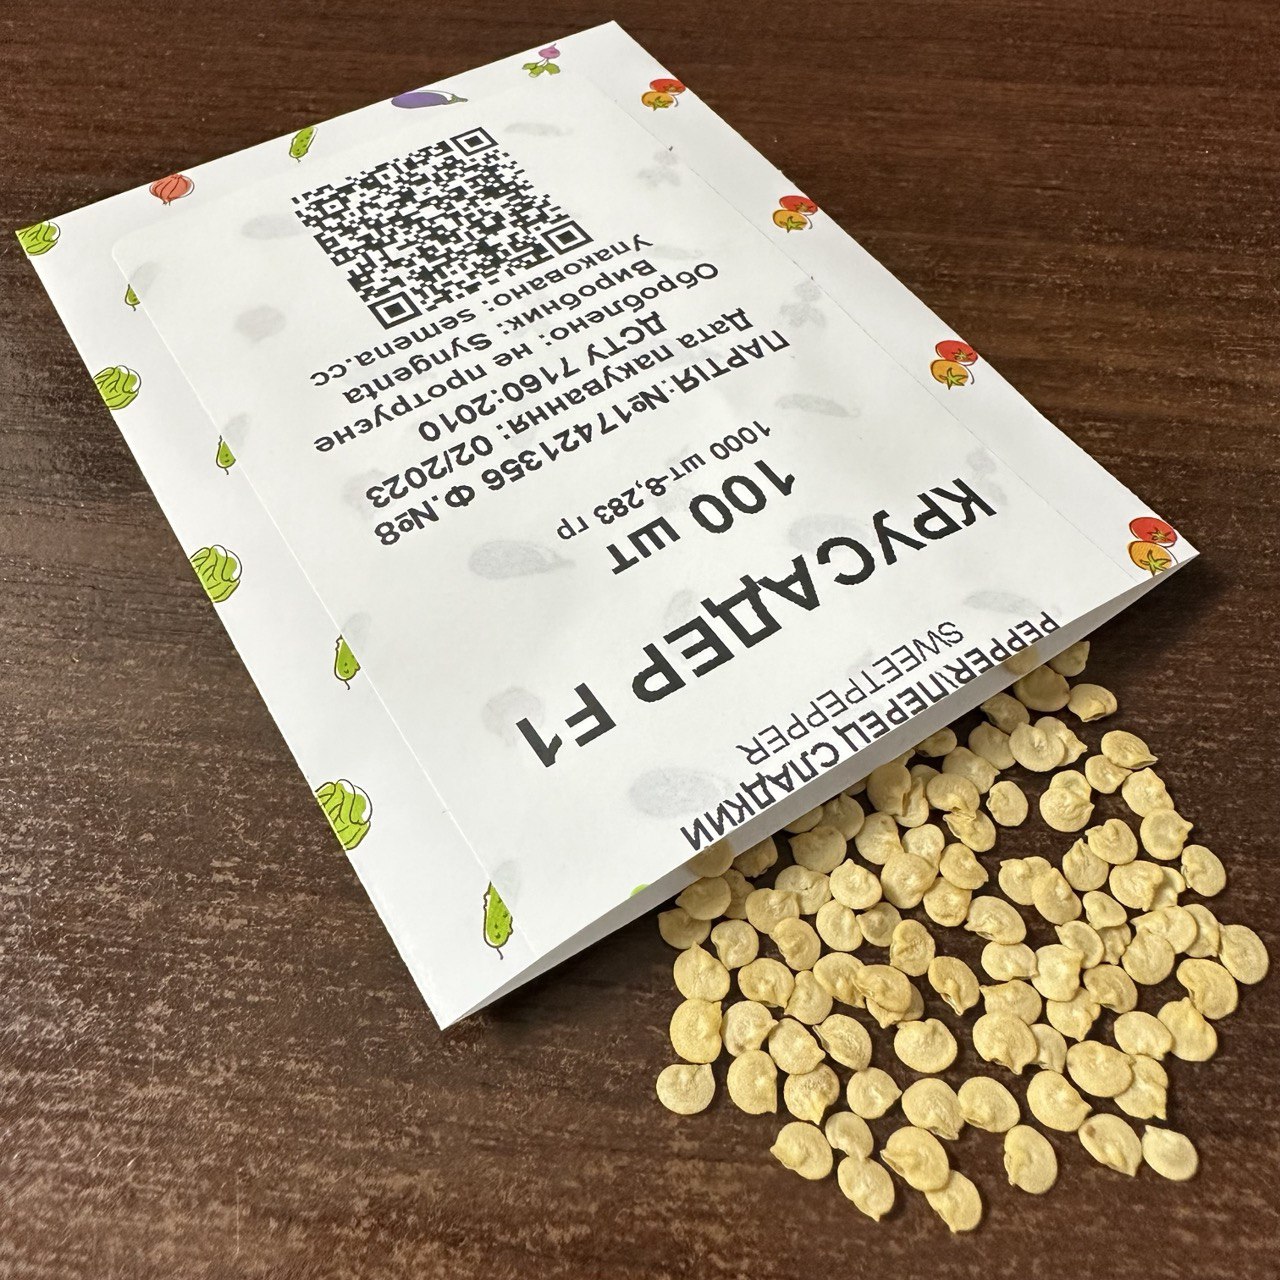 PEPPER\ПЕРЕЦ СЛАДКИЙ
SWEETPEPPER
КРУСАДЕР F1
100 шт
1000 шт-8,283 гр
ПАРТІЯ:№17421356 Ф.№8
Дата пакування: 02/2023
ДСТУ 7160:2010
Оброблено: не протруєне
Виробник: Syngenta
Упаковано: semena.cc